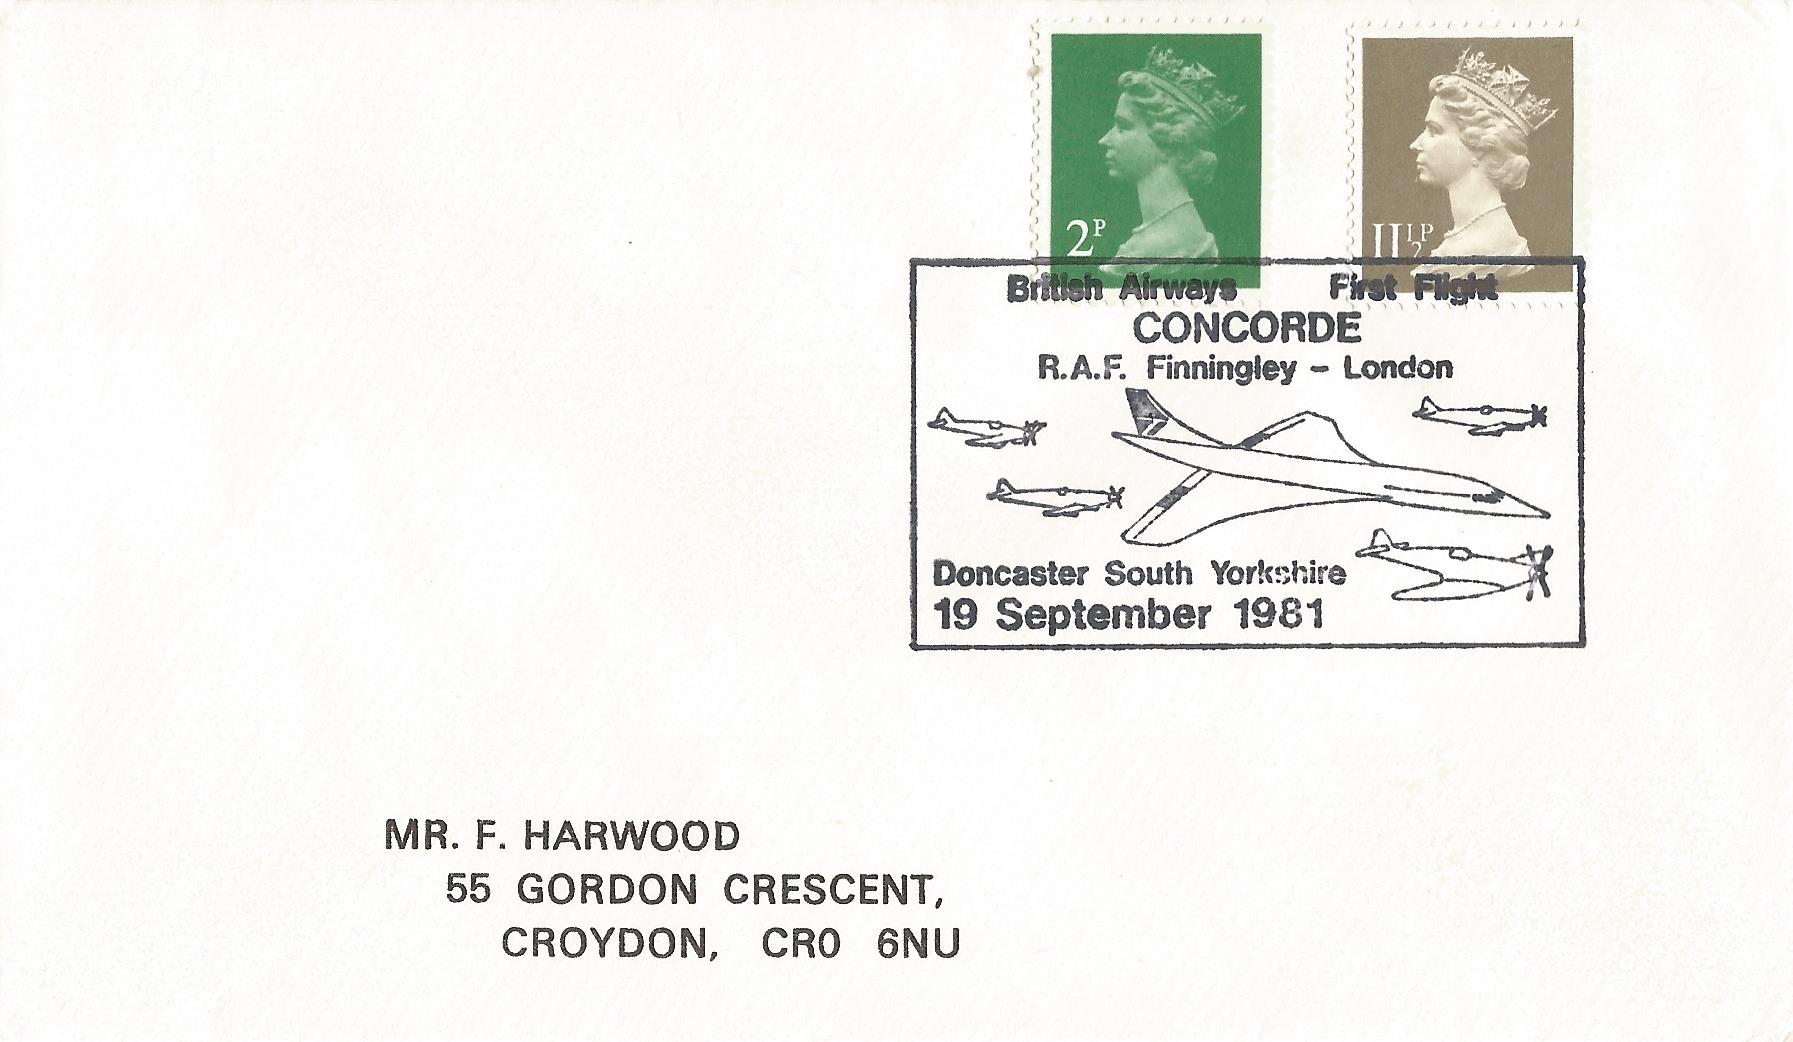 2P
11½P
British Airways First Flight
CONCORDE
R.A.F. Finningley - London
Doncaster South Yorkshire
19 September 1981
MR. F. HARWOOD
55 GORDON CRESCENT,
CROYDON, CR0 6NU